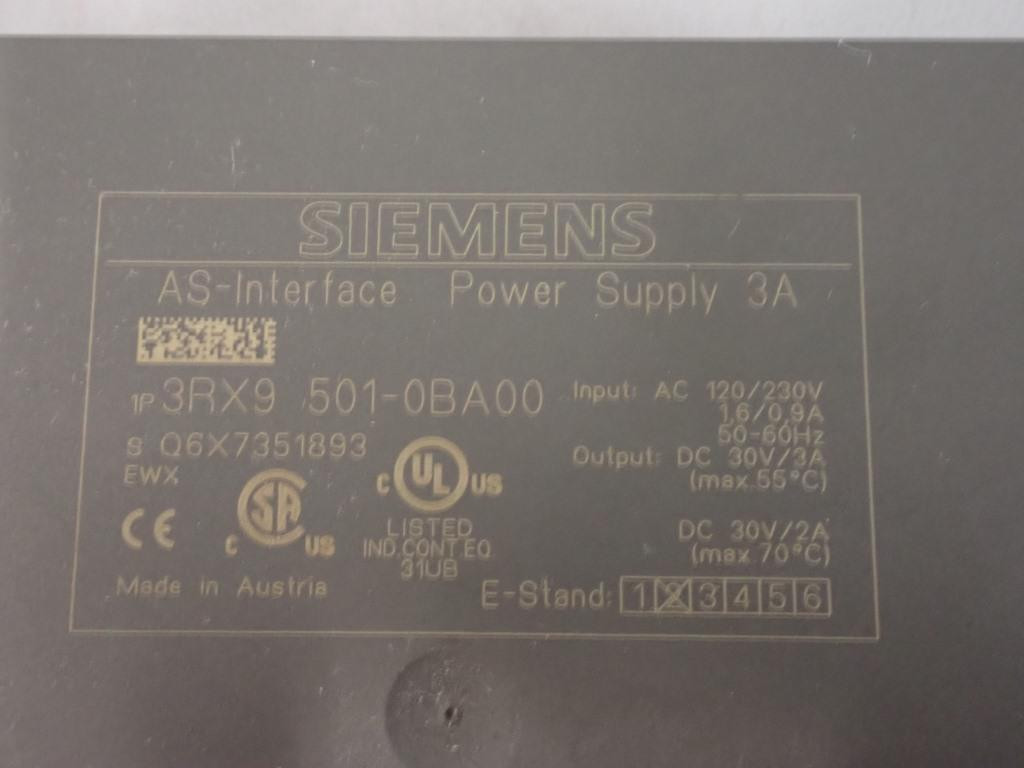 SIEMENS
AS-Interface Power Supply 3A
1P 3RX9 501-0BA00
S Q6X7351893
EWX
Input: AC 120/230V
1,6/0,9A
50-60Hz
Output: DC 30V/3A
(max.55°C)
DC 30V/2A
(max.70°C)
CE
C SA US
C UL US
LISTED
IND.CONT.EQ.
31UB
Made in Austria
E-Stand: 1 2 3 4 5 6